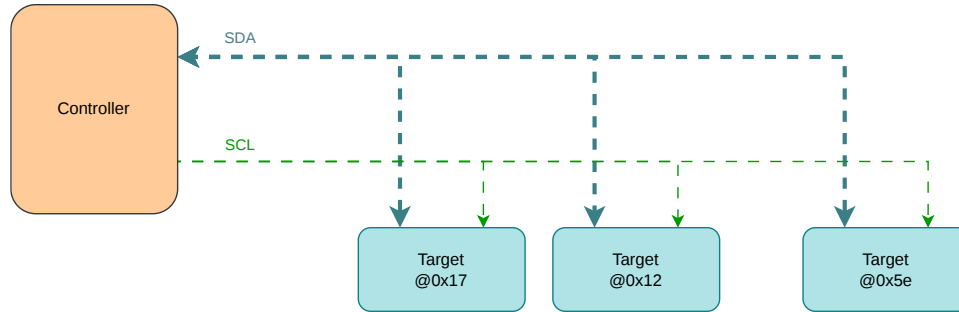 SDA
Controller
SCL
Target
@0x17
Target
@0x12
Target
@0x5e